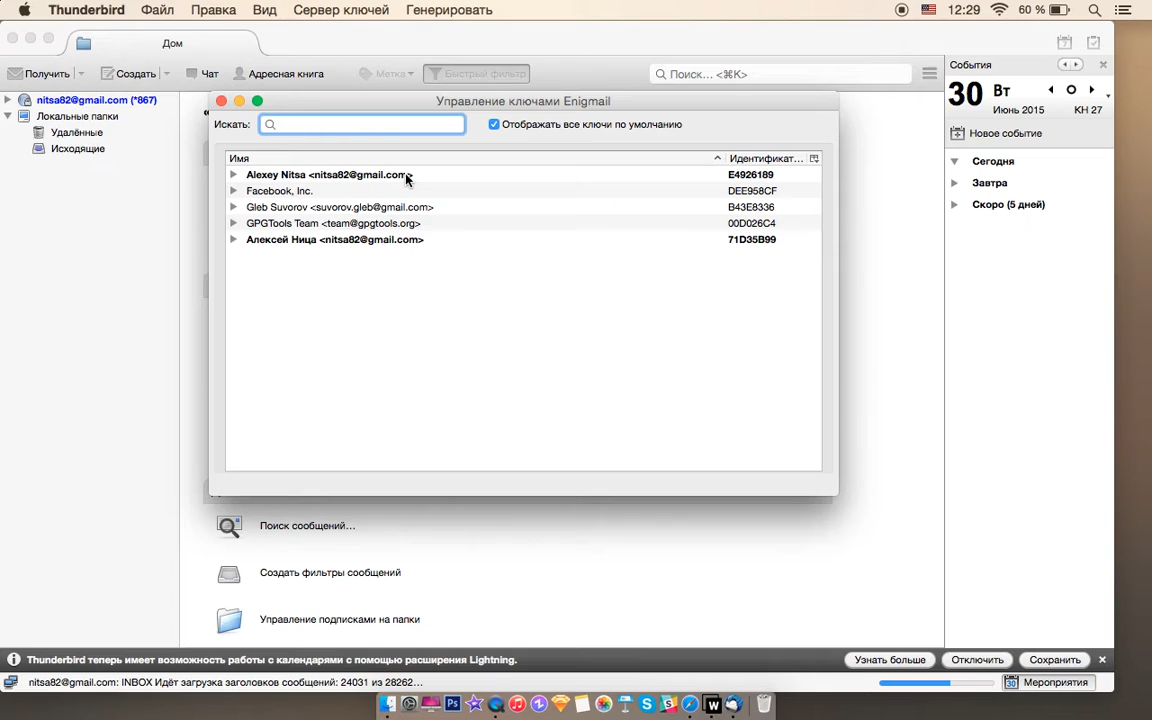 Thunderbird Файл Правка Вид Сервер ключей Генерировать 12:29 60 %
Дом
Получить Создать Чат Адресная книга Метка Быстрый фильтр Поиск... <⌘K>
nitsa82@gmail.com (*867)
Локальные папки
Удалённые
Исходящие
Управление ключами Enigmail
Искать: Отображать все ключи по умолчанию
Имя Идентификат...
Alexey Nitsa <nitsa82@gmail.com> E4926189
Facebook, Inc. DEE958CF
Gleb Suvorov <suvorov.gleb@gmail.com> B43E8336
GPGTools Team <team@gpgtools.org> 00D026C4
Алексей Ница <nitsa82@gmail.com> 71D35B99
Поиск сообщений...
Создать фильтры сообщений
Управление подписками на папки
События
30 Вт
Июнь 2015 КН 27
Новое событие
Сегодня
Завтра
Скоро (5 дней)
Thunderbird теперь имеет возможность работы с календарями с помощью расширения Lightning. Узнать больше Отключить Сохранить
nitsa82@gmail.com: INBOX Идёт загрузка заголовков сообщений: 24031 из 28262... 30 Мероприятия